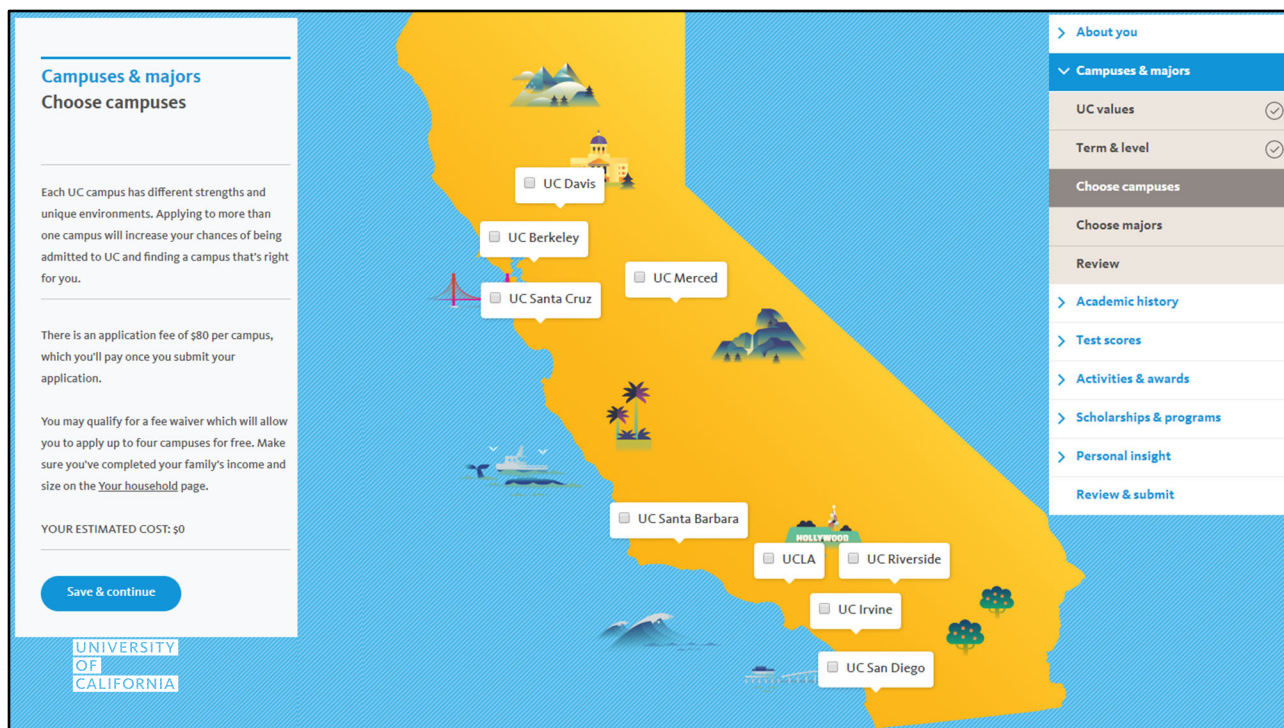 Campuses & majors
Choose campuses
Each UC campus has different strengths and
unique environments. Applying to more than
one campus will increase your chances of being
admitted to UC and finding a campus that's right
for you.
There is an application fee of $80 per campus,
which you'll pay once you submit your
application.
You may qualify for a fee waiver which will allow
you to apply up to four campuses for free. Make
sure you've completed your family's income and
size on the Your household page.
YOUR ESTIMATED COST: $0
Save & continue
UNIVERSITY
OF
CALIFORNIA
UC Davis
UC Berkeley
UC Merced
UC Santa Cruz
UC Santa Barbara
HOLLYWOOD
UCLA
UC Riverside
UC Irvine
UC San Diego
About you
Campuses & majors
UC values
Term & level
Choose campuses
Choose majors
Review
Academic history
Test scores
Activities & awards
Scholarships & programs
Personal insight
Review & submit